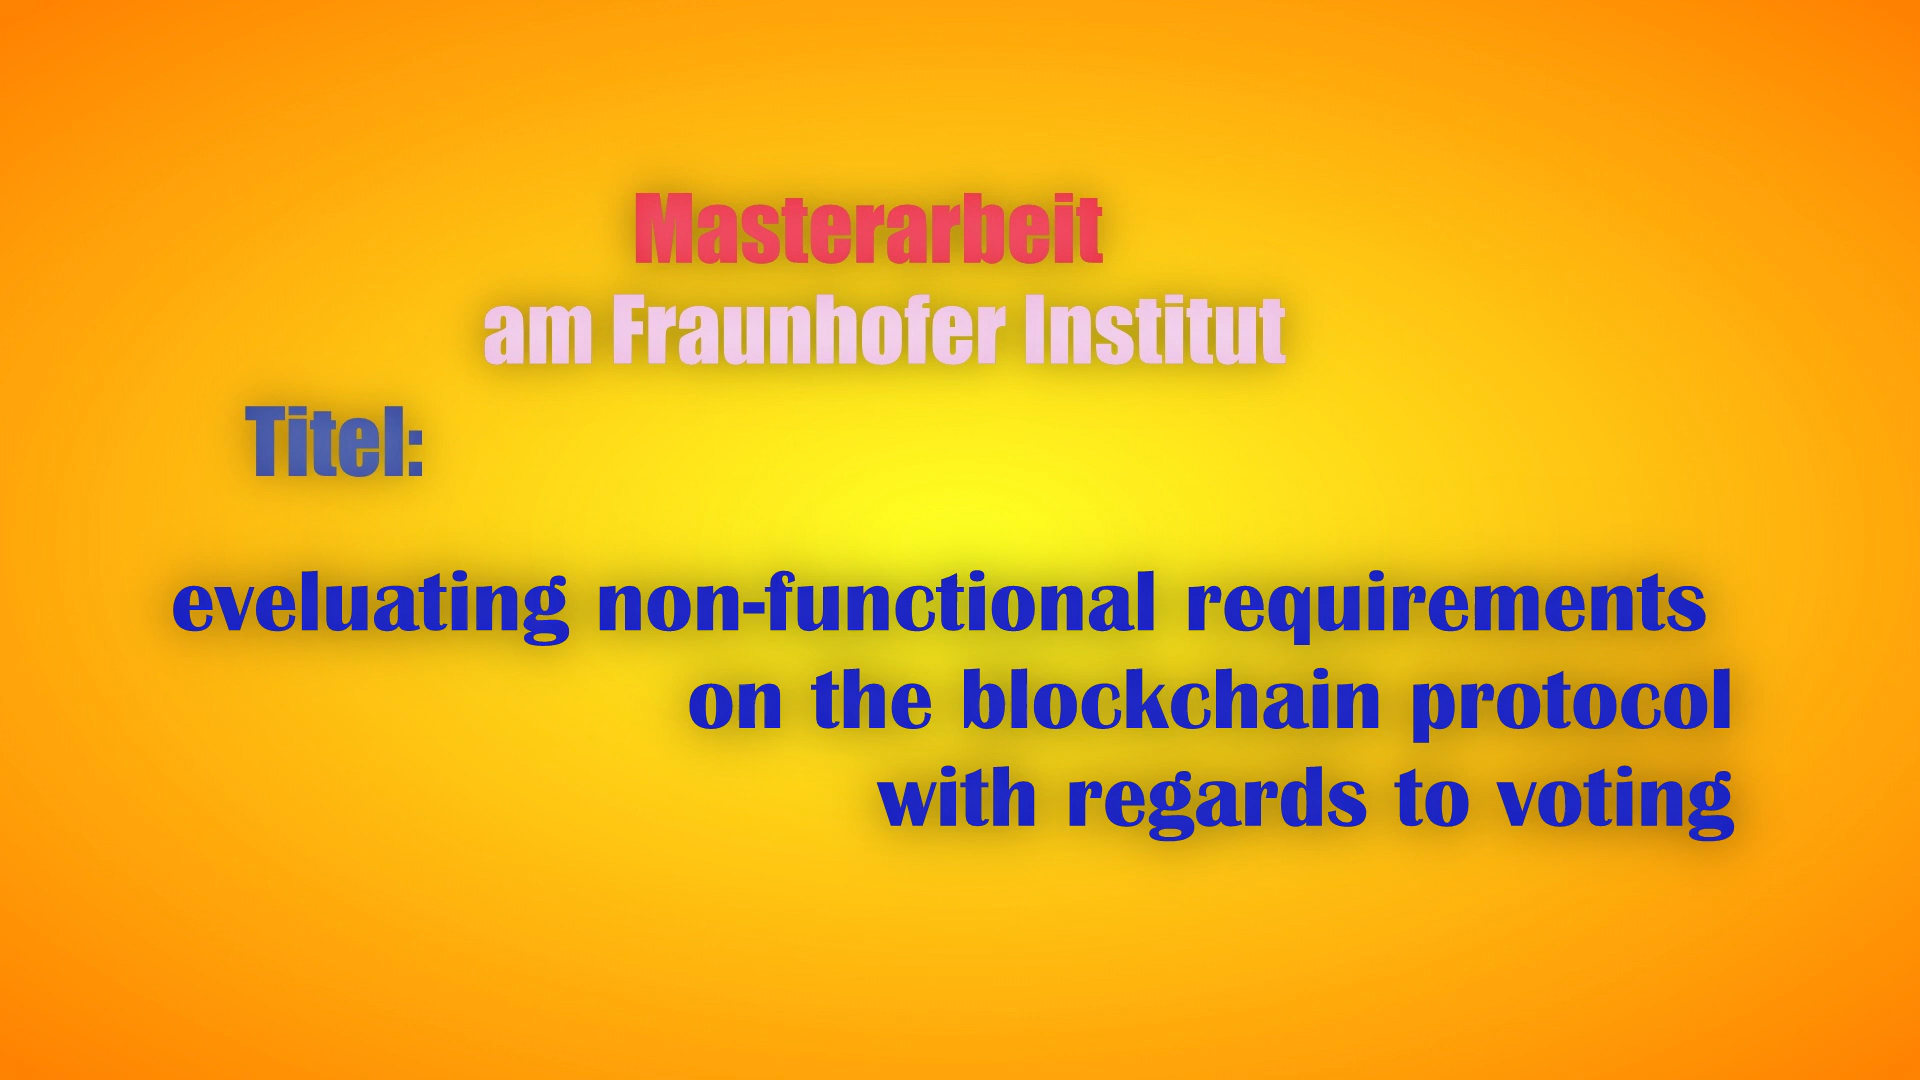 Masterarbeit
am Fraunhofer Institut
Titel:
eveluating non-functional requirements
on the blockchain protocol
with regards to voting